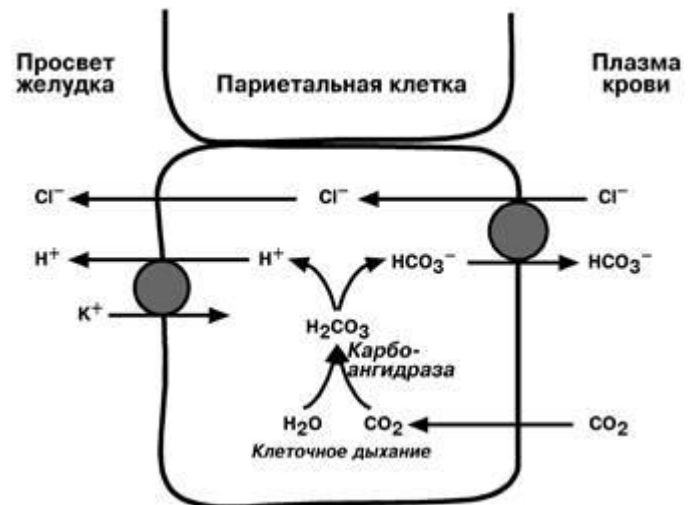 Просвет
желудка
Париетальная клетка
Плазма
крови
Cl⁻ Cl⁻ Cl⁻
H⁺ H⁺ HCO₃⁻ HCO₃⁻
K⁺
H₂CO₃
Карбо-
ангидраза
H₂O CO₂ CO₂
Клеточное дыхание